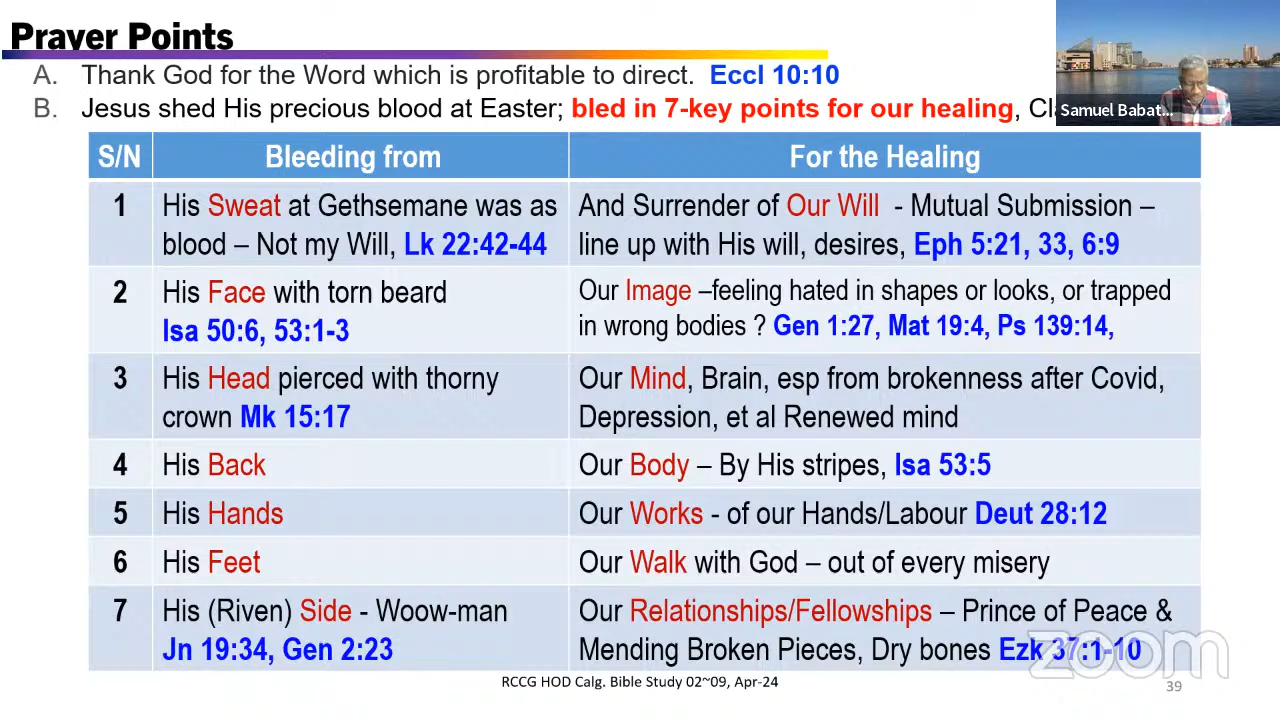 Prayer Points
A. Thank God for the Word which is profitable to direct. Eccl 10:10
B. Jesus shed His precious blood at Easter; bled in 7-key points for our healing,
Samuel Babat...
S/N Bleeding from For the Healing
1 His Sweat at Gethsemane was as And Surrender of Our Will - Mutual Submission –
blood – Not my Will, Lk 22:42-44 line up with His will, desires, Eph 5:21, 33, 6:9
2 His Face with torn beard Our Image –feeling hated in shapes or looks, or trapped
Isa 50:6, 53:1-3 in wrong bodies ? Gen 1:27, Mat 19:4, Ps 139:14,
3 His Head pierced with thorny Our Mind, Brain, esp from brokenness after Covid,
crown Mk 15:17 Depression, et al Renewed mind
4 His Back Our Body – By His stripes, Isa 53:5
5 His Hands Our Works - of our Hands/Labour Deut 28:12
6 His Feet Our Walk with God – out of every misery
7 His (Riven) Side - Woow-man Our Relationships/Fellowships – Prince of Peace &
Jn 19:34, Gen 2:23 Mending Broken Pieces, Dry bones Ezk 37:1-10
zoom
RCCG HOD Calg. Bible Study 02~09, Apr-24
39